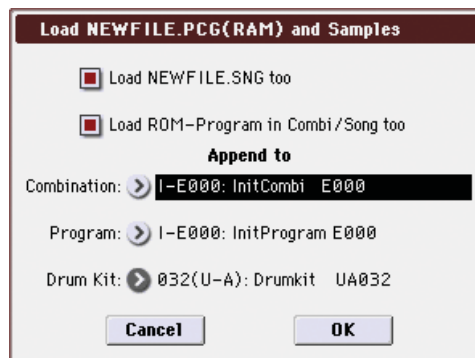 Load NEWFILE.PCG(RAM) and Samples
Load NEWFILE.SNG too
Load ROM-Program in Combi/Song too
Append to
Combination: I-E000: InitCombi E000
Program: I-E000: InitProgram E000
Drum Kit: 032(U-A): Drumkit UA032
Cancel OK